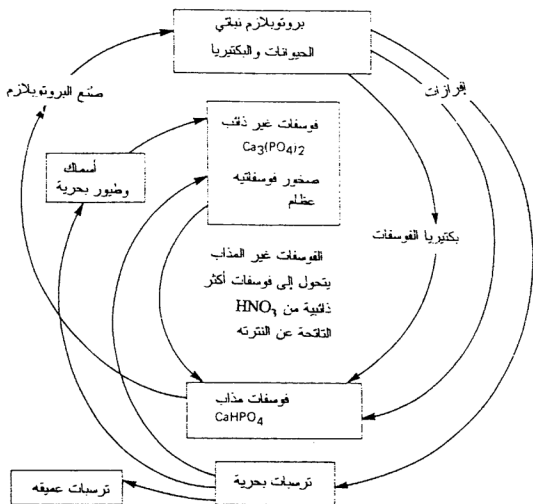 بروتوبلازم نباتي
الحيوانات والبكتيريا
صنع البروتوبلازم
إفرازات
فوسفات غير ذائب
Ca3(PO4)2
صخور فوسفاتيه
عظام
أسماك
وطيور بحرية
بكتيريا الفوسفات
الفوسفات غير المذاب
يتحول إلى فوسفات أكثر
ذائبية من HNO3
الناتجة عن النترته
فوسفات مذاب
CaHPO4
ترسبات بحرية
ترسبات عميقه